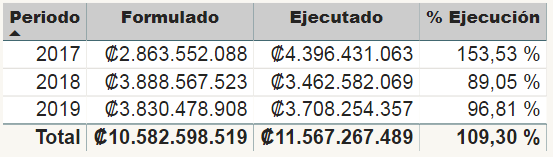 Periodo Formulado Ejecutado % Ejecución
2017 ₡2.863.552.088 ₡4.396.431.063 153,53 %
2018 ₡3.888.567.523 ₡3.462.582.069 89,05 %
2019 ₡3.830.478.908 ₡3.708.254.357 96,81 %
Total ₡10.582.598.519 ₡11.567.267.489 109,30 %